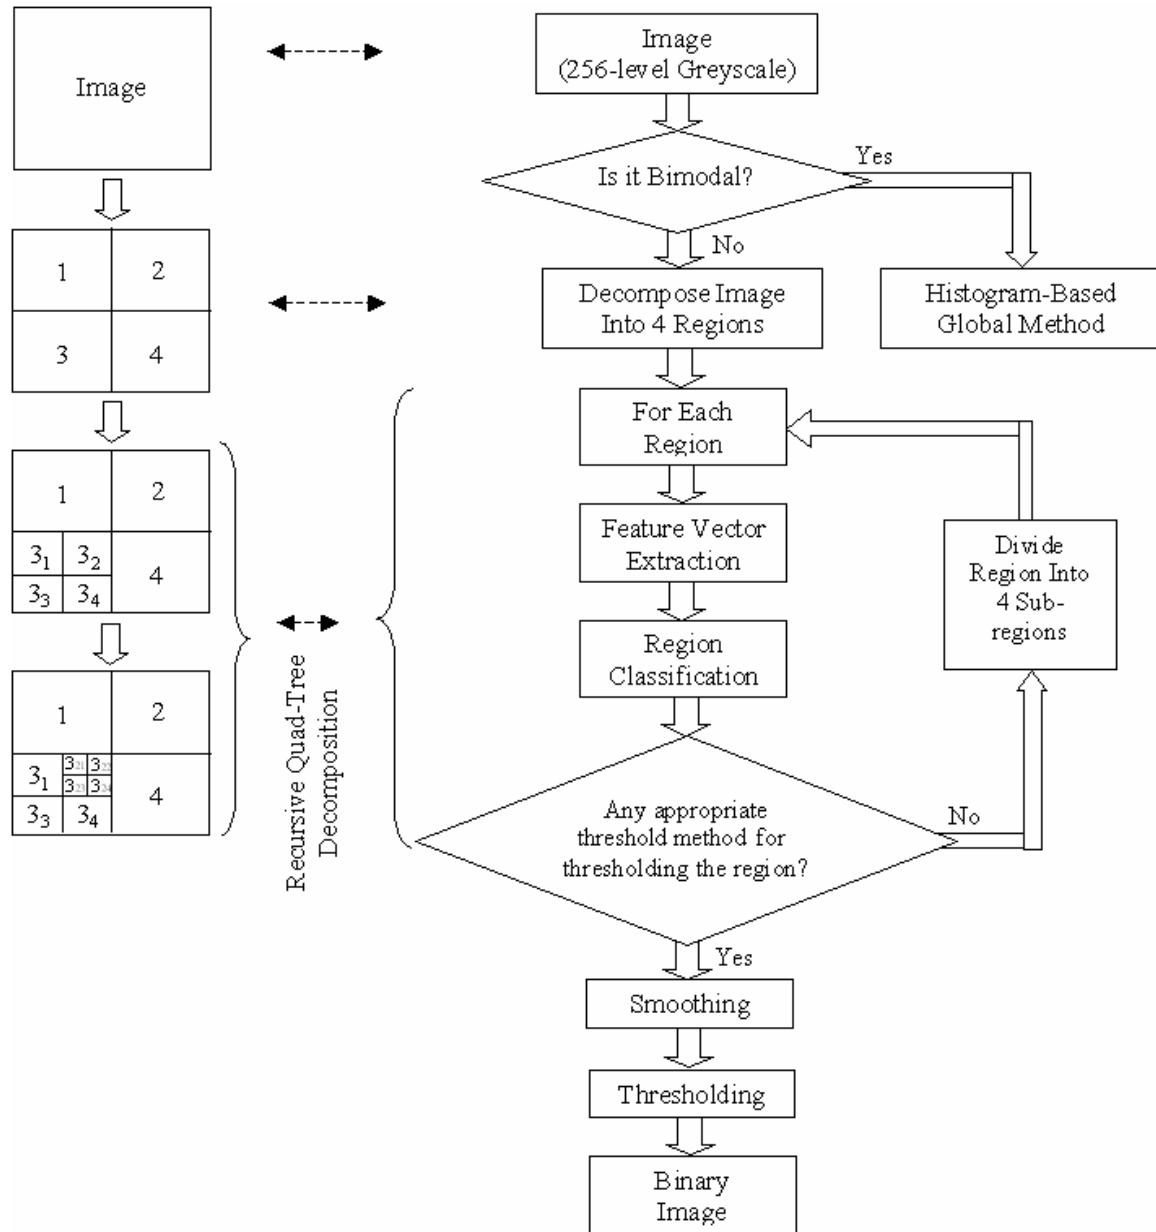 Image
1
2
3
4
1
2
3₁
3₂
3₃
3₄
4
1
2
3₁
3₂₁
3₂₂
3₂₃
3₂₄
3₃
3₄
4
Recursive Quad-Tree
Decomposition
Image
(256-level Greyscale)
Is it Bimodal?
Yes
No
Decompose Image
Into 4 Regions
Histogram-Based
Global Method
For Each
Region
Feature Vector
Extraction
Region
Classification
Divide
Region Into
4 Sub-
regions
Any appropriate
threshold method for
thresholding the region?
No
Yes
Smoothing
Thresholding
Binary
Image